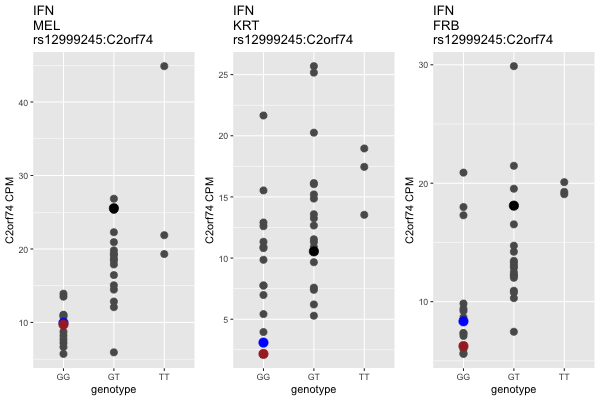 IFN
MEL
rs12999245:C2orf74
C2orf74 CPM
40
30
20
10
GG GT TT
genotype
IFN
KRT
rs12999245:C2orf74
C2orf74 CPM
25
20
15
10
5
GG GT TT
genotype
IFN
FRB
rs12999245:C2orf74
C2orf74 CPM
30
20
10
GG GT TT
genotype